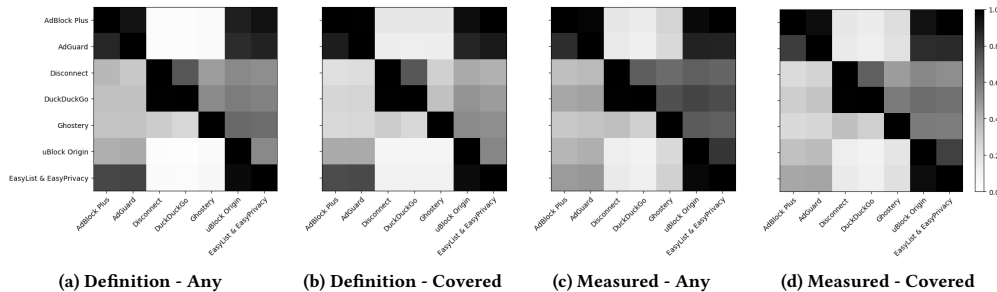 AdBlock Plus
AdGuard
Disconnect
DuckDuckGo
Ghostery
uBlock Origin
EasyList & EasyPrivacy
AdBlock Plus
AdGuard
Disconnect
DuckDuckGo
Ghostery
uBlock Origin
EasyList & EasyPrivacy
AdBlock Plus
AdGuard
Disconnect
DuckDuckGo
Ghostery
uBlock Origin
EasyList & EasyPrivacy
AdBlock Plus
AdGuard
Disconnect
DuckDuckGo
Ghostery
uBlock Origin
EasyList & EasyPrivacy
AdBlock Plus
AdGuard
Disconnect
DuckDuckGo
Ghostery
uBlock Origin
EasyList & EasyPrivacy
1.0
0.8
0.6
0.4
0.2
0.0
(a) Definition - Any
(b) Definition - Covered
(c) Measured - Any
(d) Measured - Covered